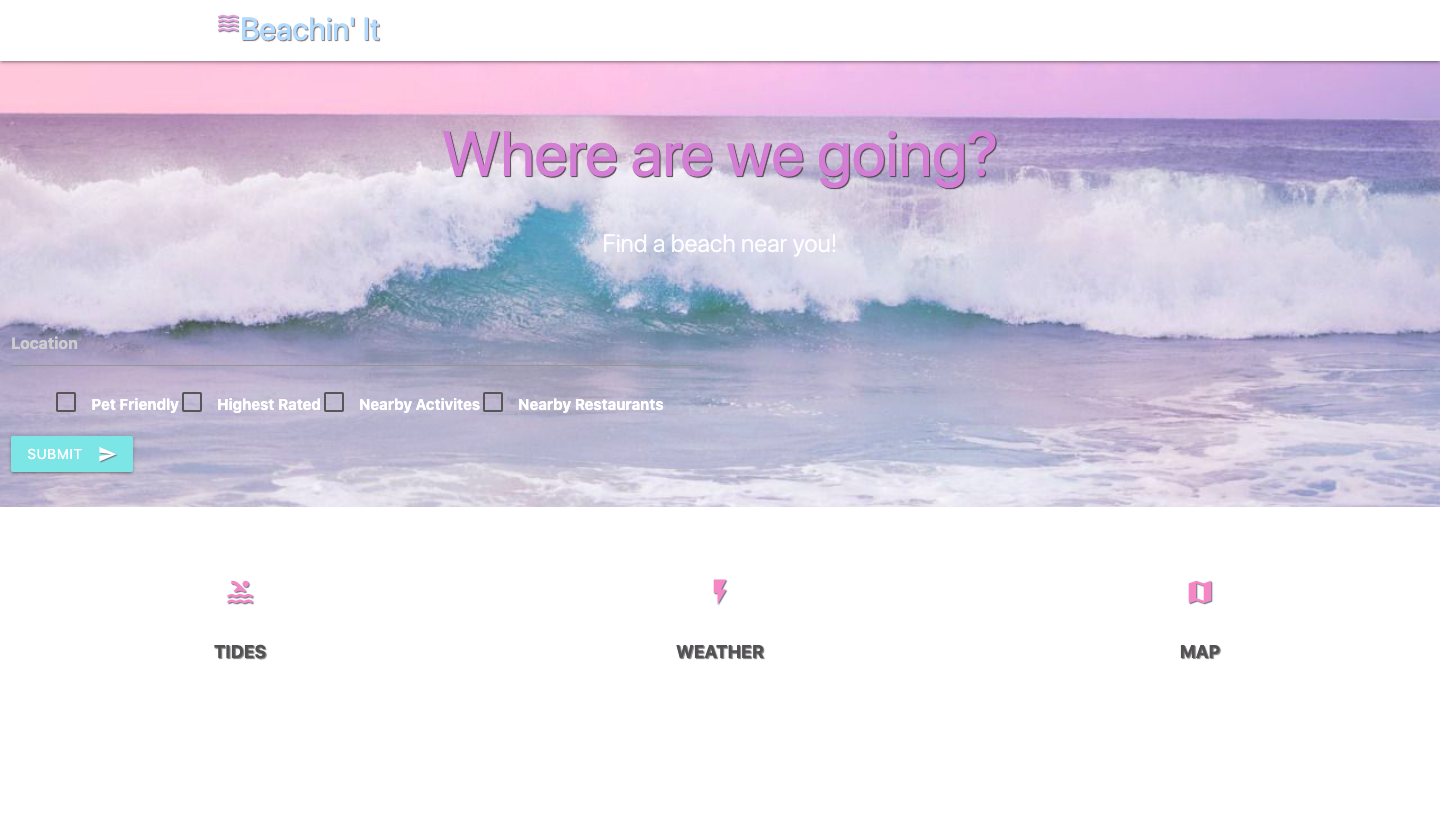 Beachin' It
Where are we going?
Find a beach near you!
Location
Pet Friendly Highest Rated Nearby Activites Nearby Restaurants
SUBMIT
TIDES WEATHER MAP